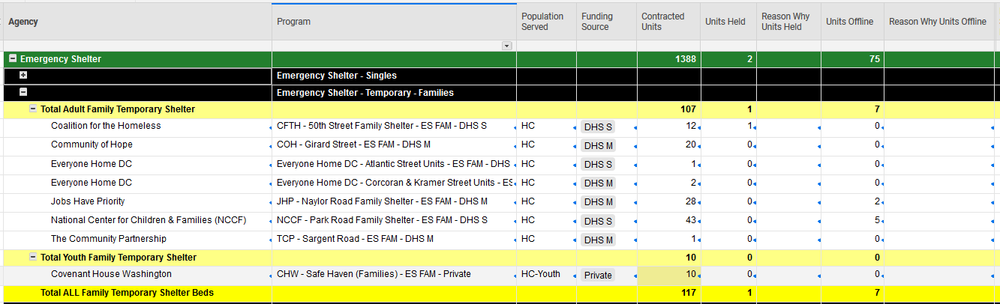 Agency Program Population Served Funding Source Contracted Units Units Held Reason Why Units Held Units Offline Reason Why Units Offline
Emergency Shelter 1388 2 75
Emergency Shelter - Singles
Emergency Shelter - Temporary - Families
Total Adult Family Temporary Shelter 107 1 7
Coalition for the Homeless CFTH - 50th Street Family Shelter - ES FAM - DHS S HC DHS S 12 1 0
Community of Hope COH - Girard Street - ES FAM - DHS M HC DHS M 20 0 0
Everyone Home DC Everyone Home DC - Atlantic Street Units - ES FAM - DHS HC DHS S 1 0 0
Everyone Home DC Everyone Home DC - Corcoran & Kramer Street Units - ES HC DHS M 2 0 0
Jobs Have Priority JHP - Naylor Road Family Shelter - ES FAM - DHS M HC DHS M 28 0 2
National Center for Children & Families (NCCF) NCCF - Park Road Family Shelter - ES FAM - DHS S HC DHS S 43 0 5
The Community Partnership TCP - Sargent Road - ES FAM - DHS M HC DHS M 1 0 0
Total Youth Family Temporary Shelter 10 0 0
Covenant House Washington CHW - Safe Haven (Families) - ES FAM - Private HC-Youth Private 10 0 0
Total ALL Family Temporary Shelter Beds 117 1 7